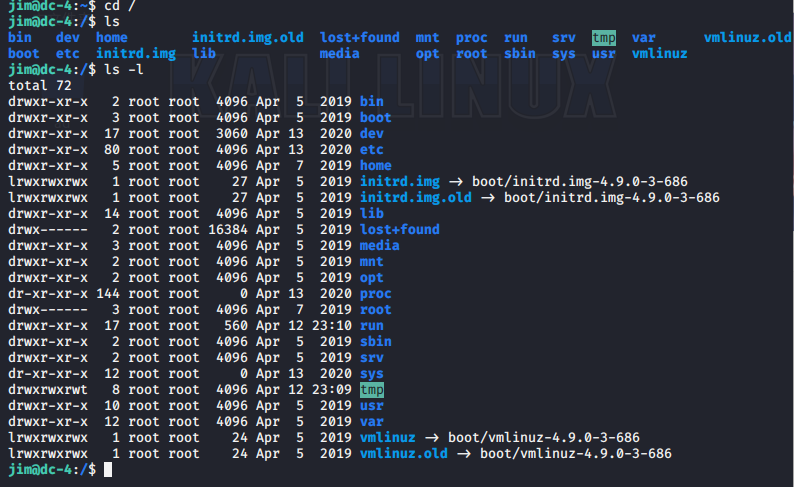 jim@dc-4:~$ cd /
jim@dc-4:/$ ls
bin dev home initrd.img.old lost+found mnt proc run srv tmp var vmlinuz.old
boot etc initrd.img lib media opt root sbin sys usr vmlinuz
jim@dc-4:/$ ls -l
total 72
drwxr-xr-x 2 root root 4096 Apr 5 2019 bin
drwxr-xr-x 3 root root 4096 Apr 5 2019 boot
drwxr-xr-x 17 root root 3060 Apr 13 2020 dev
drwxr-xr-x 80 root root 4096 Apr 13 2020 etc
drwxr-xr-x 5 root root 4096 Apr 7 2019 home
lrwxrwxrwx 1 root root 27 Apr 5 2019 initrd.img → boot/initrd.img-4.9.0-3-686
lrwxrwxrwx 1 root root 27 Apr 5 2019 initrd.img.old → boot/initrd.img-4.9.0-3-686
drwxr-xr-x 14 root root 4096 Apr 5 2019 lib
drwx------ 2 root root 16384 Apr 5 2019 lost+found
drwxr-xr-x 3 root root 4096 Apr 5 2019 media
drwxr-xr-x 2 root root 4096 Apr 5 2019 mnt
drwxr-xr-x 2 root root 4096 Apr 5 2019 opt
dr-xr-xr-x 144 root root 0 Apr 13 2020 proc
drwx------ 3 root root 4096 Apr 7 2019 root
drwxr-xr-x 17 root root 560 Apr 12 23:10 run
drwxr-xr-x 2 root root 4096 Apr 5 2019 sbin
drwxr-xr-x 2 root root 4096 Apr 5 2019 srv
dr-xr-xr-x 12 root root 0 Apr 13 2020 sys
drwxrwxrwt 8 root root 4096 Apr 12 23:09 tmp
drwxr-xr-x 10 root root 4096 Apr 5 2019 usr
drwxr-xr-x 12 root root 4096 Apr 5 2019 var
lrwxrwxrwx 1 root root 24 Apr 5 2019 vmlinuz → boot/vmlinuz-4.9.0-3-686
lrwxrwxrwx 1 root root 24 Apr 5 2019 vmlinuz.old → boot/vmlinuz-4.9.0-3-686
jim@dc-4:/$
KALI LINUX